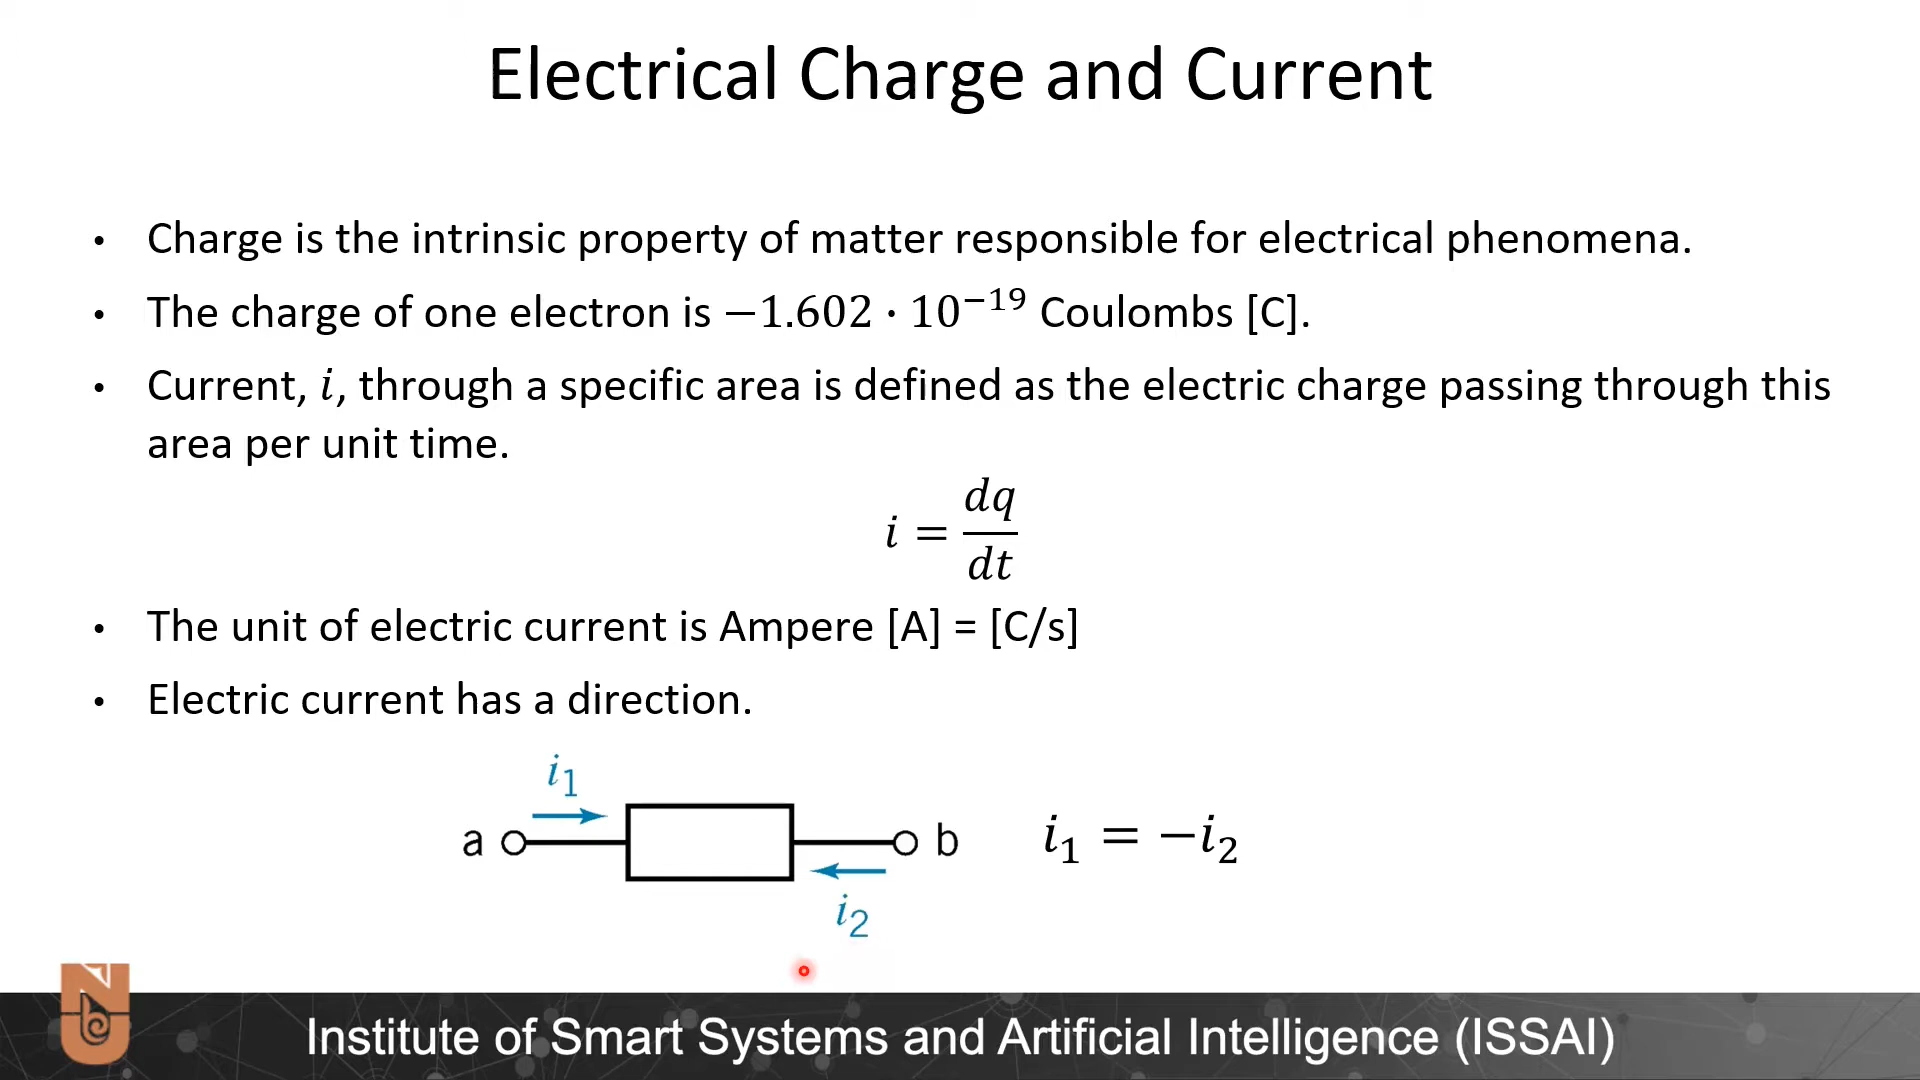 Electrical Charge and Current
• Charge is the intrinsic property of matter responsible for electrical phenomena.
• The charge of one electron is −1.602 · 10⁻¹⁹ Coulombs [C].
• Current, i, through a specific area is defined as the electric charge passing through this
area per unit time.
i = dq/dt
• The unit of electric current is Ampere [A] = [C/s]
• Electric current has a direction.
i₁
a b i₁ = −i₂
i₂
Institute of Smart Systems and Artificial Intelligence (ISSAI)